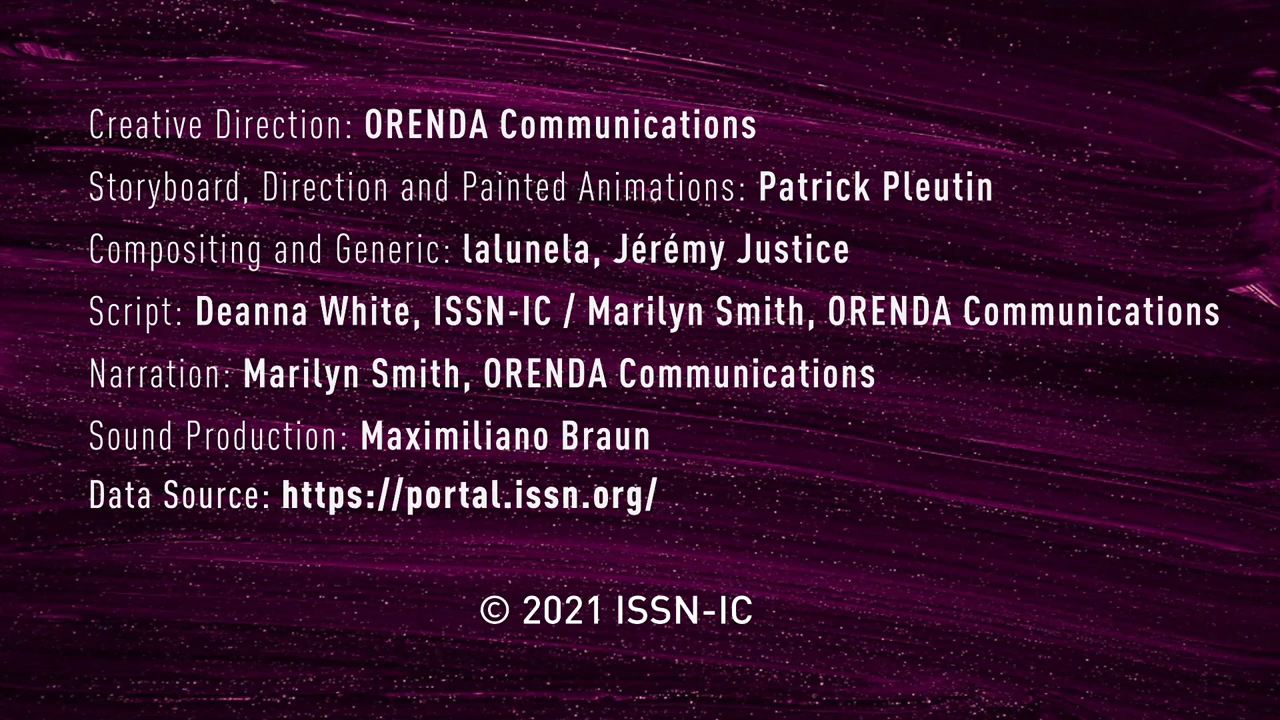 Creative Direction: ORENDA Communications
Storyboard, Direction and Painted Animations: Patrick Pleutin
Compositing and Generic: lalunela, Jérémy Justice
Script: Deanna White, ISSN-IC / Marilyn Smith, ORENDA Communications
Narration: Marilyn Smith, ORENDA Communications
Sound Production: Maximiliano Braun
Data Source: https://portal.issn.org/
© 2021 ISSN-IC